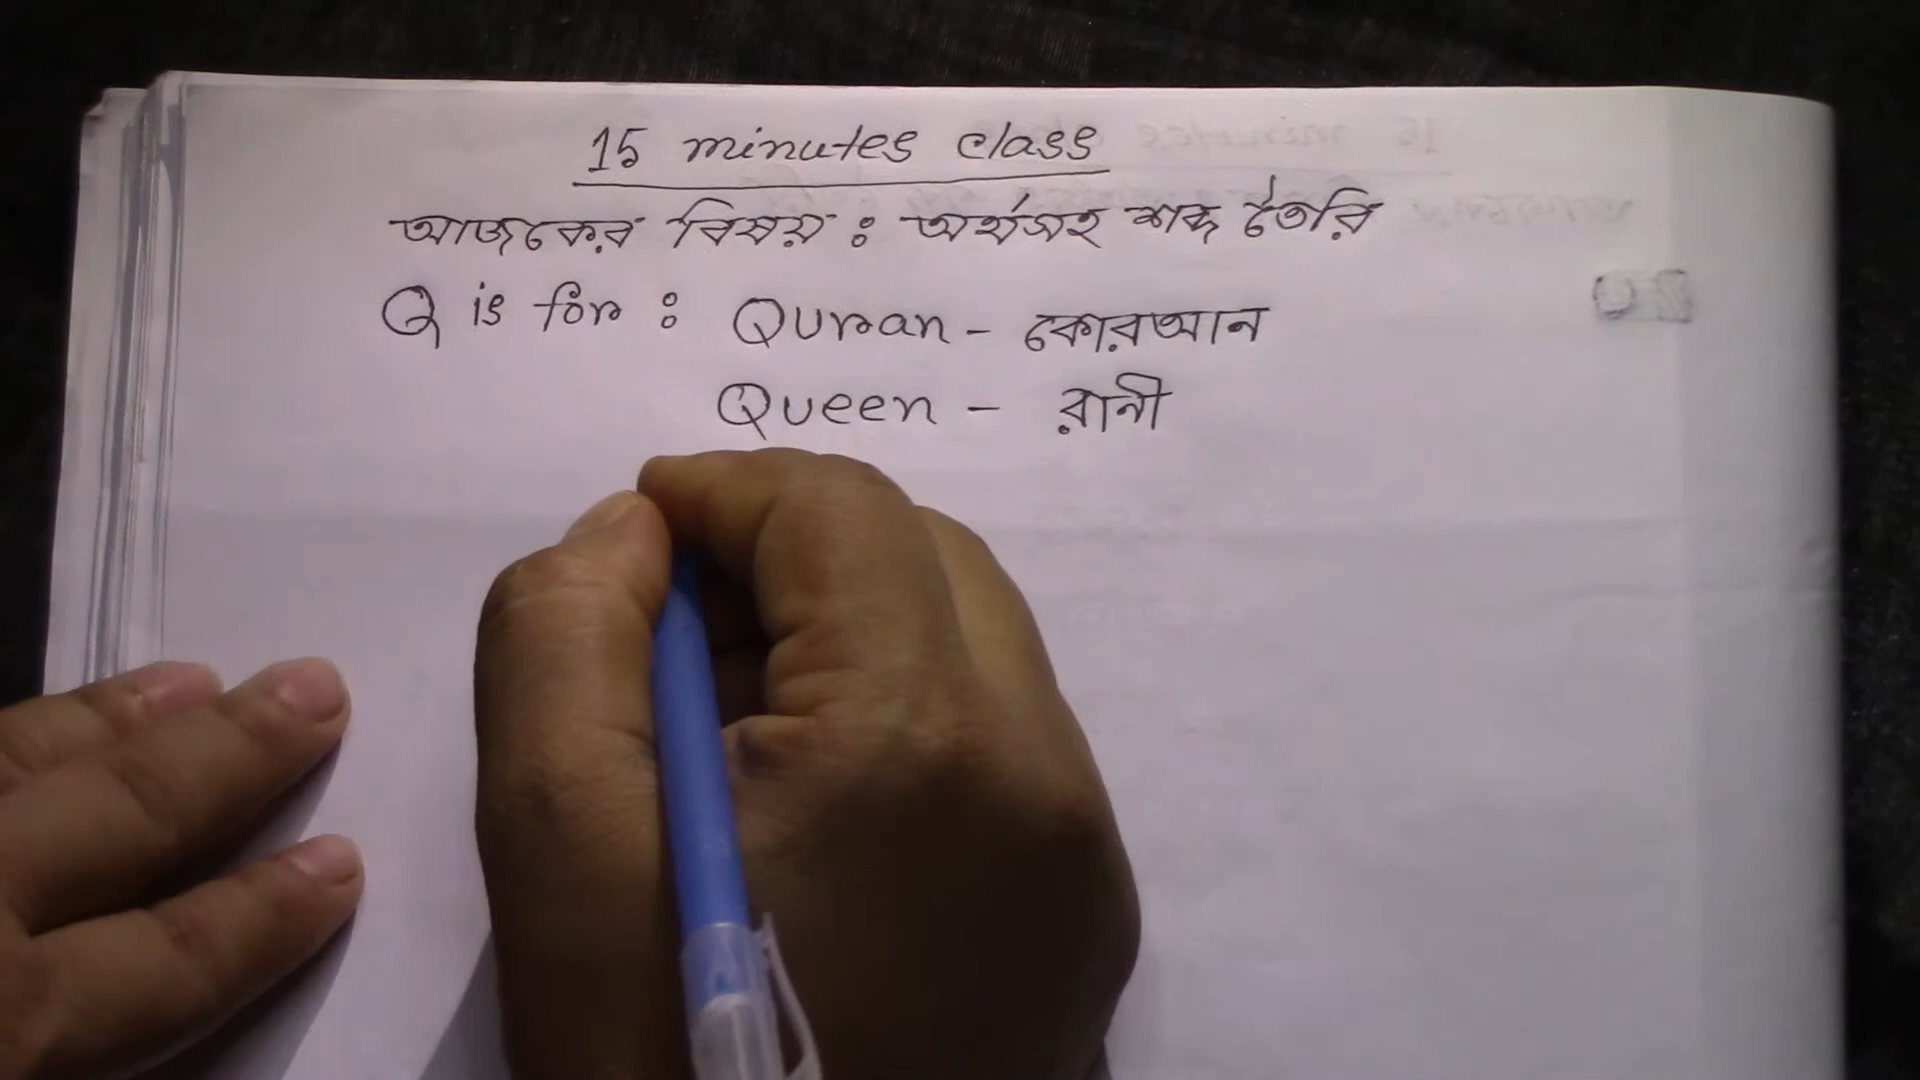 15 minutes class
আজকের বিষয় : অর্থসহ শব্দ তৈরি
Q is for : Quran - কোরআন
Queen - রানী